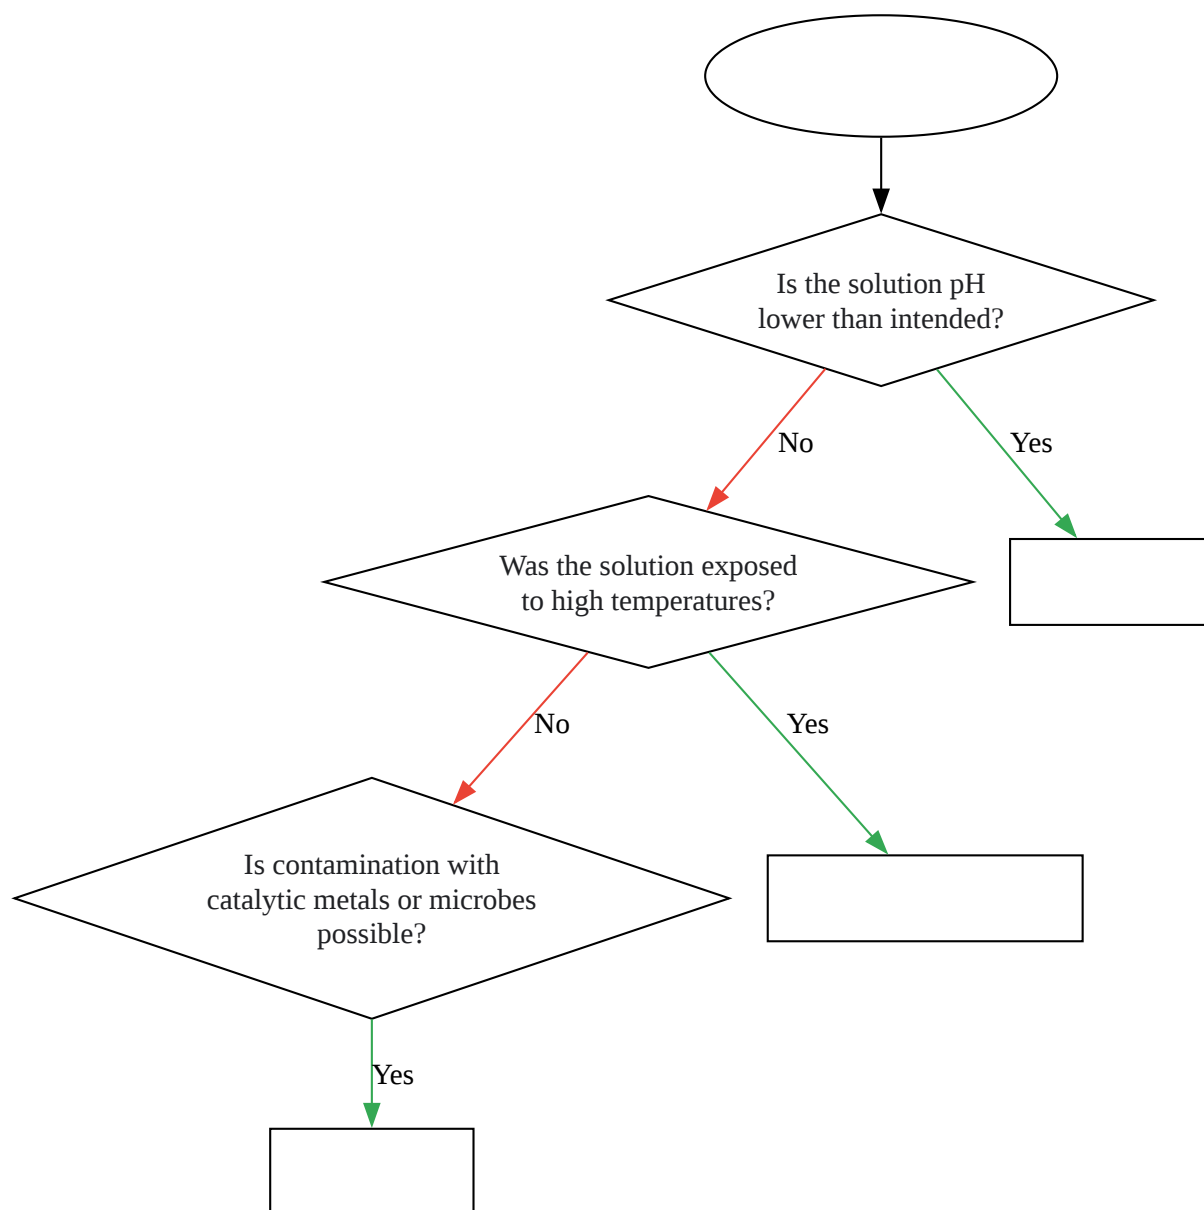 Is the solution pH
lower than intended?
No
Yes
Was the solution exposed
to high temperatures?
No
Yes
Is contamination with
catalytic metals or microbes
possible?
Yes